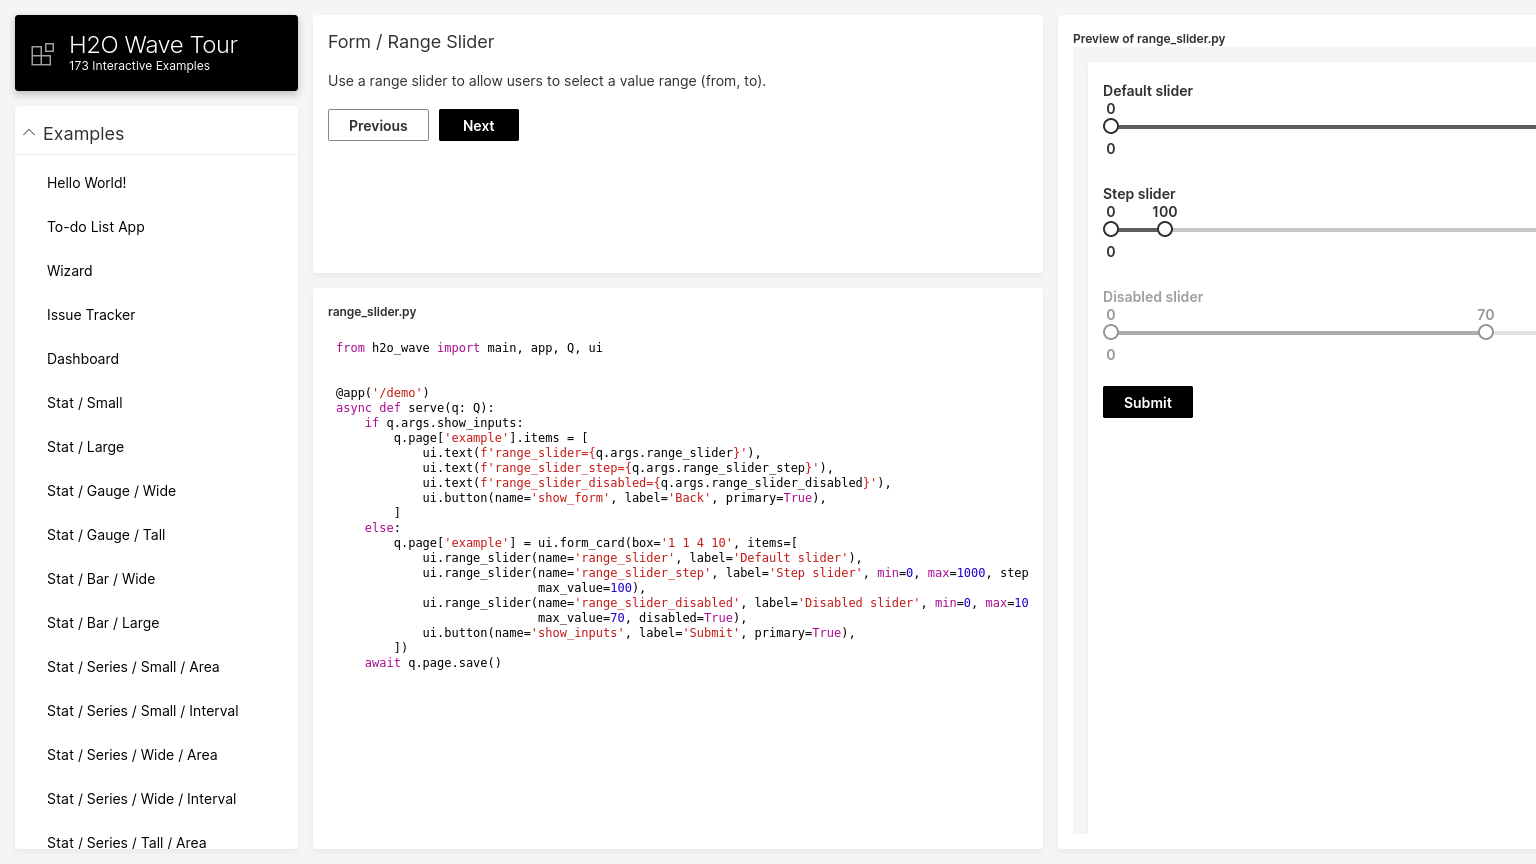 H2O Wave Tour
173 Interactive Examples
Examples
Hello World!
To-do List App
Wizard
Issue Tracker
Dashboard
Stat / Small
Stat / Large
Stat / Gauge / Wide
Stat / Gauge / Tall
Stat / Bar / Wide
Stat / Bar / Large
Stat / Series / Small / Area
Stat / Series / Small / Interval
Stat / Series / Wide / Area
Stat / Series / Wide / Interval
Stat / Series / Tall / Area
Form / Range Slider
Use a range slider to allow users to select a value range (from, to).
Previous Next
range_slider.py
from h2o_wave import main, app, Q, ui
@app('/demo')
async def serve(q: Q):
    if q.args.show_inputs:
        q.page['example'].items = [
            ui.text(f'range_slider={q.args.range_slider}'),
            ui.text(f'range_slider_step={q.args.range_slider_step}'),
            ui.text(f'range_slider_disabled={q.args.range_slider_disabled}'),
            ui.button(name='show_form', label='Back', primary=True),
        ]
    else:
        q.page['example'] = ui.form_card(box='1 1 4 10', items=[
            ui.range_slider(name='range_slider', label='Default slider'),
            ui.range_slider(name='range_slider_step', label='Step slider', min=0, max=1000, step
                            max_value=100),
            ui.range_slider(name='range_slider_disabled', label='Disabled slider', min=0, max=10
                            max_value=70, disabled=True),
            ui.button(name='show_inputs', label='Submit', primary=True),
        ])
    await q.page.save()
Preview of range_slider.py
Default slider
0
0
Step slider
0 100
0
Disabled slider
0 70
0
Submit